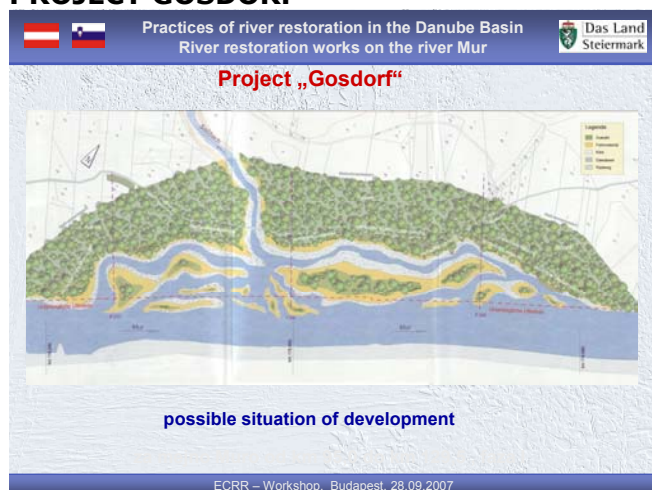 PROJECT GOSDORF
Practices of river restoration in the Danube Basin
River restoration works on the river Mur
Das Land
Steiermark
Project „Gosdorf“
Legende
Mur
Mur
possible situation of development
ECRR – Workshop, Budapest, 28.09.2007